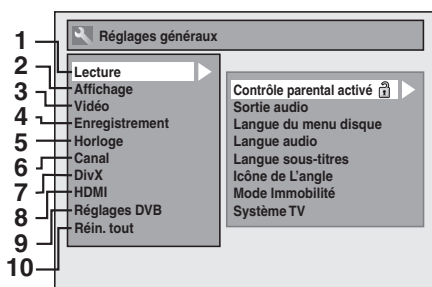 Réglages généraux
1 Lecture
2 Affichage
3 Vidéo
4 Enregistrement
5 Horloge
6 Canal
7 DivX
8 HDMI
9 Réglages DVB
10 Réin. tout
Contrôle parental activé
Sortie audio
Langue du menu disque
Langue audio
Langue sous-titres
Icône de L'angle
Mode Immobilité
Système TV